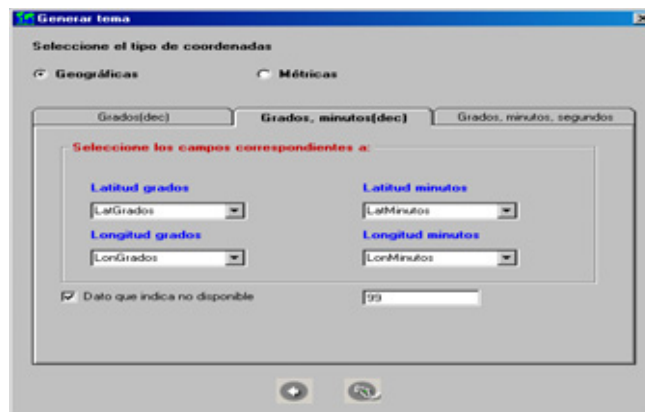 Generar tema
Seleccione el tipo de coordenadas
Geográficas Métricas
Grados(dec) Grados, minutos(dec) Grados, minutos, segundos
Seleccione los campos correspondientes a:
Latitud grados Latitud minutos
LatGrados LatMinutos
Longitud grados Longitud minutos
LonGrados LonMinutos
Dato que indica no disponible 99